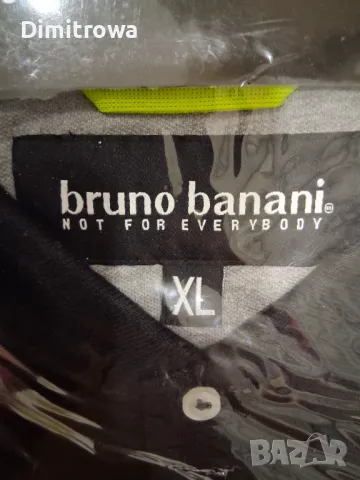 Dimitrowa
bruno banani®
NOT FOR EVERYBODY
XL
BAZAR